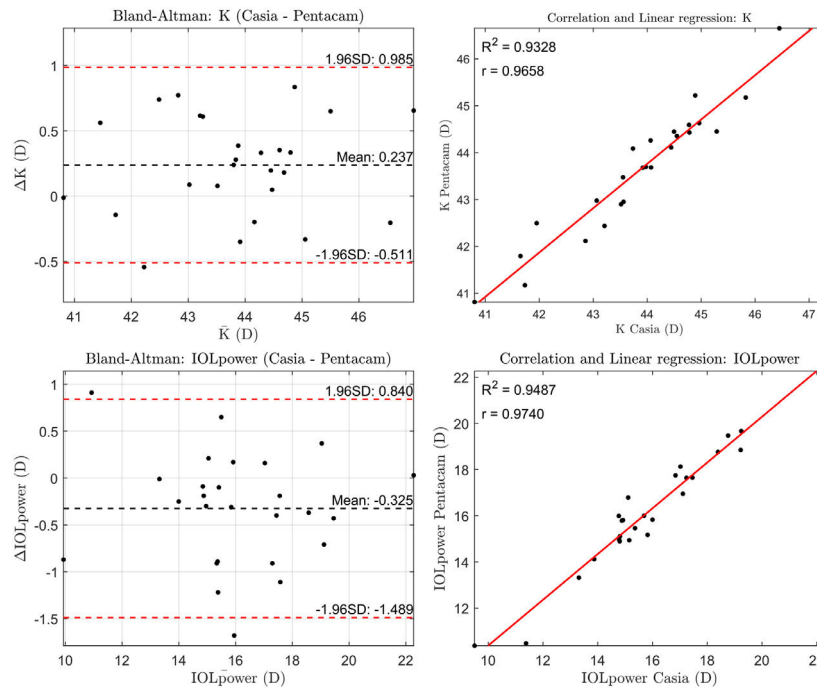 Bland-Altman: K (Casia - Pentacam)
1.96SD: 0.985
Mean: 0.237
-1.96SD: -0.511
1
0.5
0
-0.5
ΔK (D)
41 42 43 44 45 46
K̄ (D)
Correlation and Linear regression: K
R² = 0.9328
r = 0.9658
46
45
44
43
42
41
K Pentacam (D)
41 42 43 44 45 46 47
K Casia (D)
Bland-Altman: IOLpower (Casia - Pentacam)
1.96SD: 0.840
Mean: -0.325
-1.96SD: -1.489
1
0.5
0
-0.5
-1
-1.5
ΔIOLpower (D)
10 12 14 16 18 20 22
IOLp̄ower (D)
Correlation and Linear regression: IOLpower
R² = 0.9487
r = 0.9740
22
20
18
16
14
12
10
IOLpower Pentacam (D)
10 12 14 16 18 20
IOLpower Casia (D)